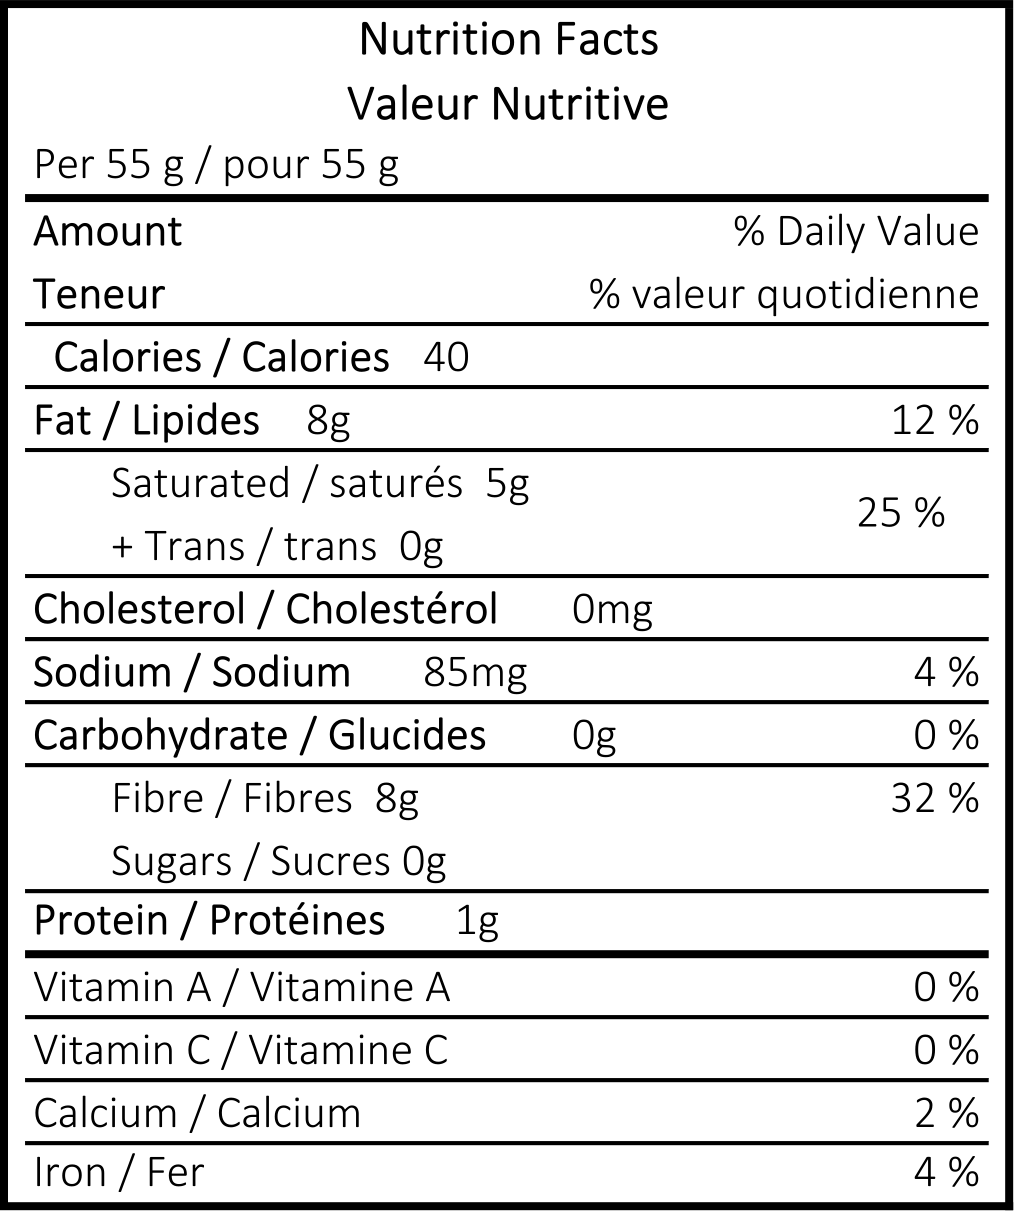 Nutrition Facts
Valeur Nutritive
Per 55 g / pour 55 g
Amount % Daily Value
Teneur % valeur quotidienne
Calories / Calories 40
Fat / Lipides 8g 12 %
Saturated / saturés 5g
25 %
+ Trans / trans 0g
Cholesterol / Cholestérol 0mg
Sodium / Sodium 85mg 4 %
Carbohydrate / Glucides 0g 0 %
Fibre / Fibres 8g 32 %
Sugars / Sucres 0g
Protein / Protéines 1g
Vitamin A / Vitamine A 0 %
Vitamin C / Vitamine C 0 %
Calcium / Calcium 2 %
Iron / Fer 4 %